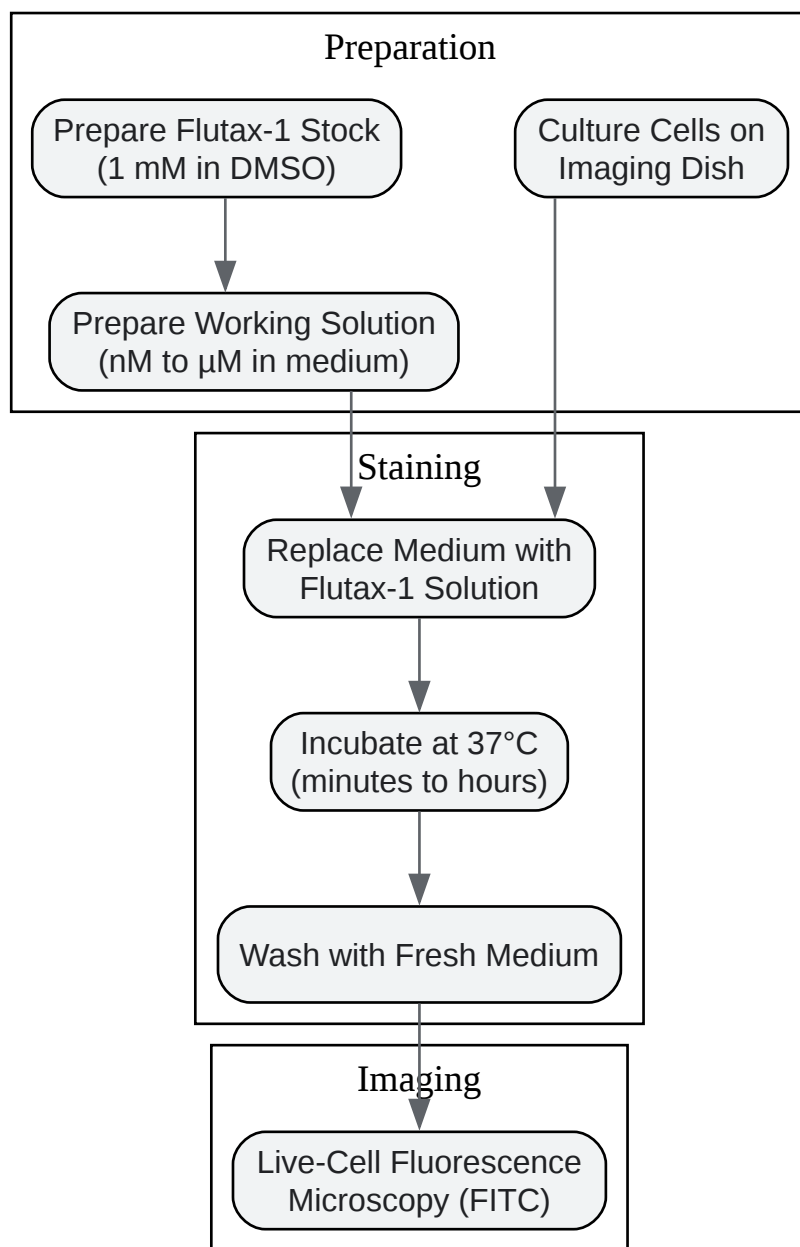 Preparation
Prepare Flutax-1 Stock
(1 mM in DMSO)
Culture Cells on
Imaging Dish
Prepare Working Solution
(nM to µM in medium)
Staining
Replace Medium with
Flutax-1 Solution
Incubate at 37°C
(minutes to hours)
Wash with Fresh Medium
Imaging
Live-Cell Fluorescence
Microscopy (FITC)